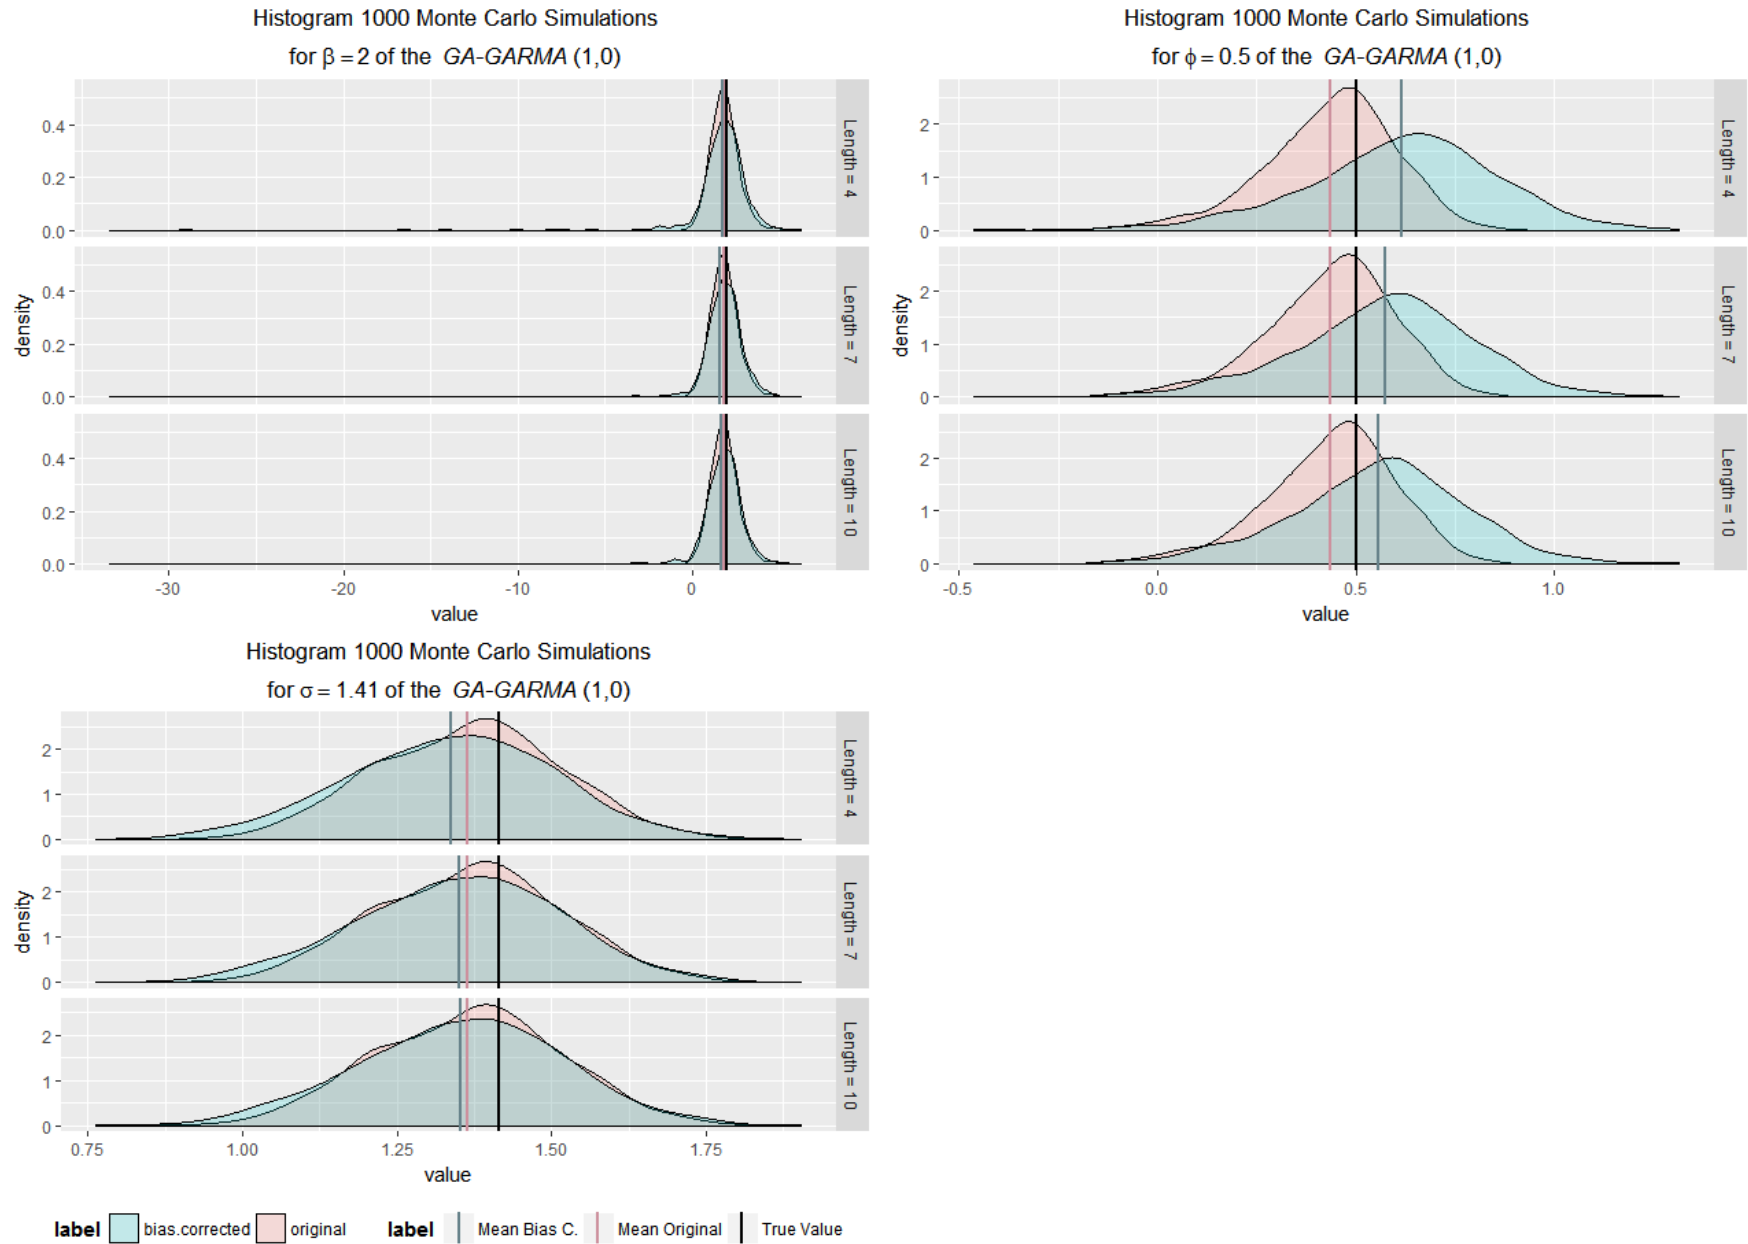 Histogram 1000 Monte Carlo Simulations
for β = 2 of the GA-GARMA (1,0)
density
0.4
0.2
0.0
Length = 4
0.4
0.2
0.0
Length = 7
0.4
0.2
0.0
Length = 10
-30 -20 -10 0
value
Histogram 1000 Monte Carlo Simulations
for ϕ = 0.5 of the GA-GARMA (1,0)
density
2
1
0
Length = 4
2
1
0
Length = 7
2
1
0
Length = 10
-0.5 0.0 0.5 1.0
value
Histogram 1000 Monte Carlo Simulations
for σ = 1.41 of the GA-GARMA (1,0)
density
2
1
0
Length = 4
2
1
0
Length = 7
2
1
0
Length = 10
0.75 1.00 1.25 1.50 1.75
value
label bias.corrected original label Mean Bias C. Mean Original True Value